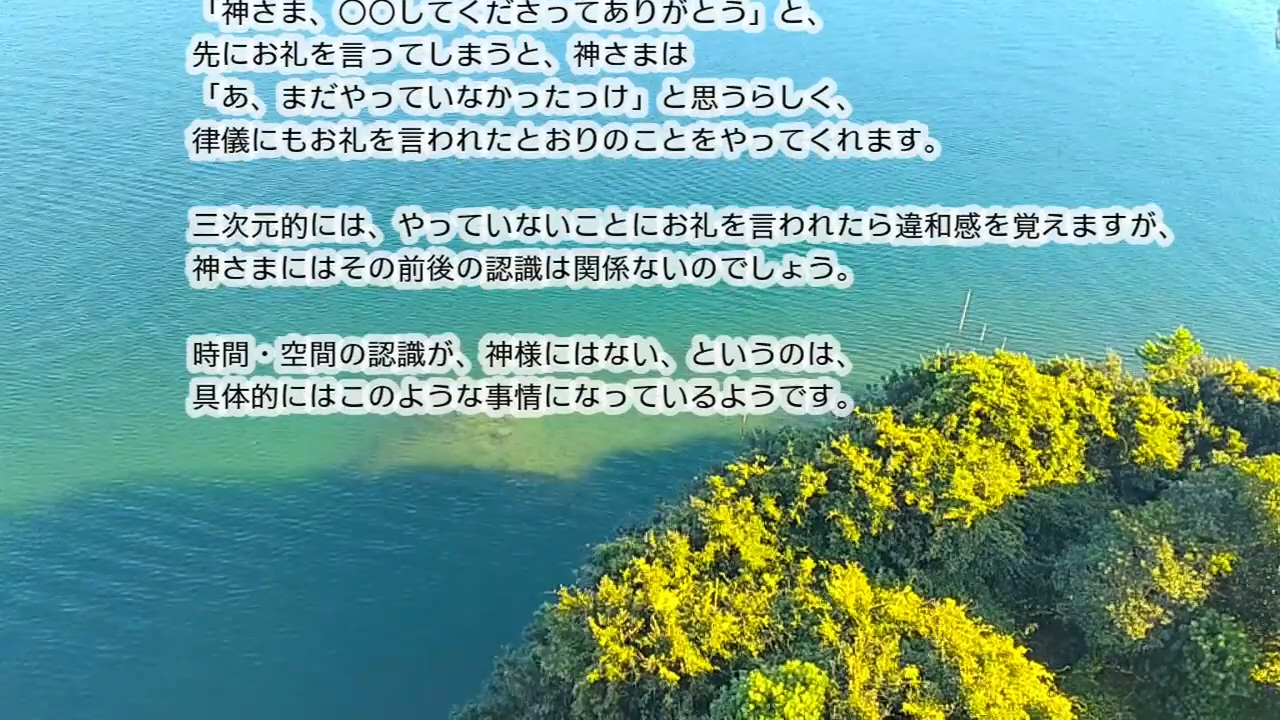 「神さま、〇〇してくださってありがとう」と、
先にお礼を言ってしまうと、神さまは
「あ、まだやっていなかったっけ」と思うらしく、
律儀にもお礼を言われたとおりのことをやってくれます。
三次元的には、やっていないことにお礼を言われたら違和感を覚えますが、
神さまにはその前後の認識は関係ないのでしょう。
時間・空間の認識が、神様にはない、というのは、
具体的にはこのような事情になっているようです。